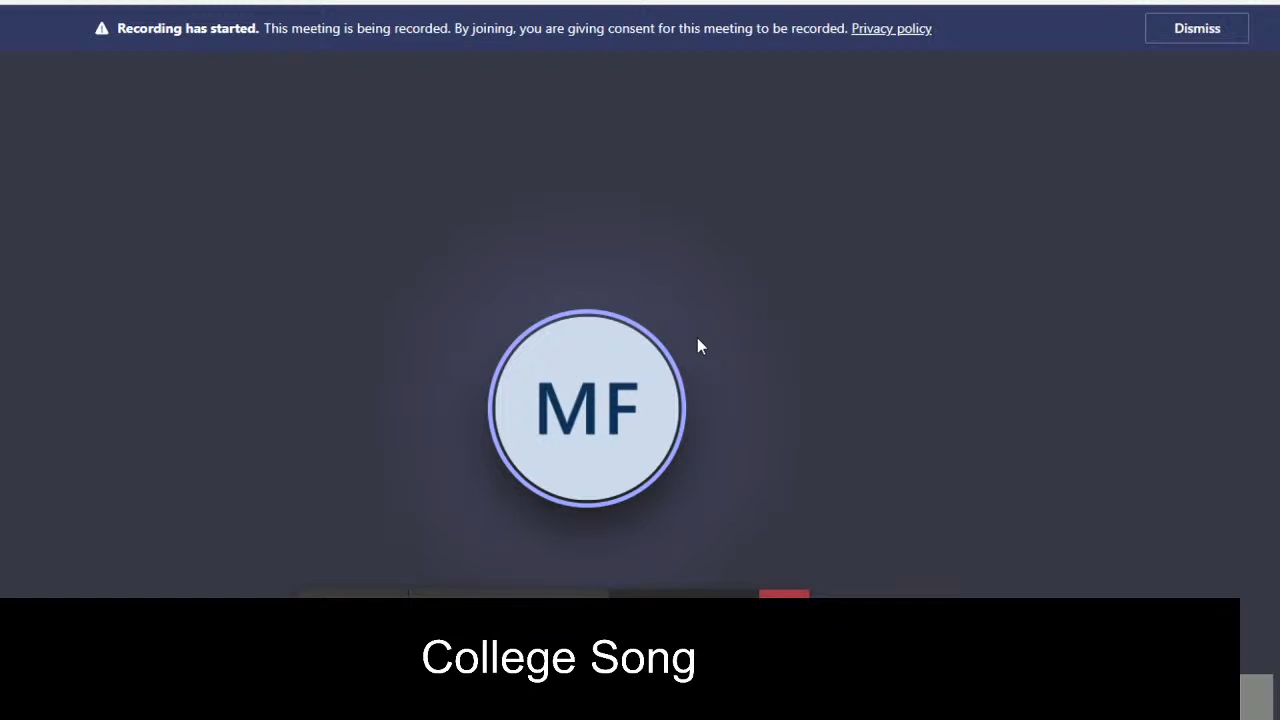 Recording has started. This meeting is being recorded. By joining, you are giving consent for this meeting to be recorded. Privacy policy
Dismiss
MF
College Song